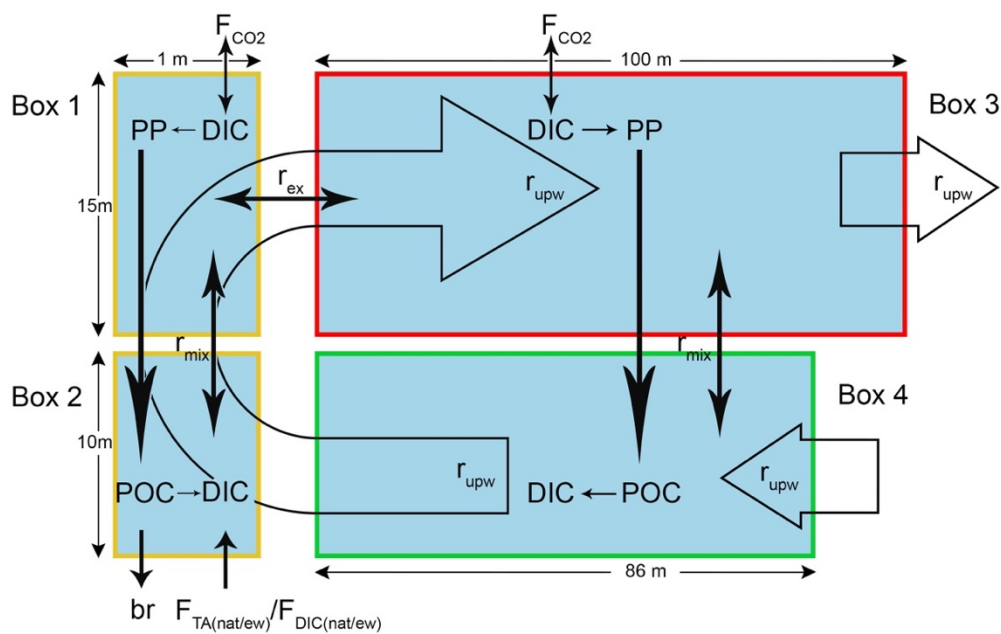 F_CO2 F_CO2
1 m 100 m
Box 1 Box 3
PP DIC DIC PP
r_ex r_upw r_upw
15m
r_mix r_mix
Box 2 Box 4
10m
r_upw r_upw
POC DIC DIC POC
86 m
br F_TA(nat/ew)/F_DIC(nat/ew)